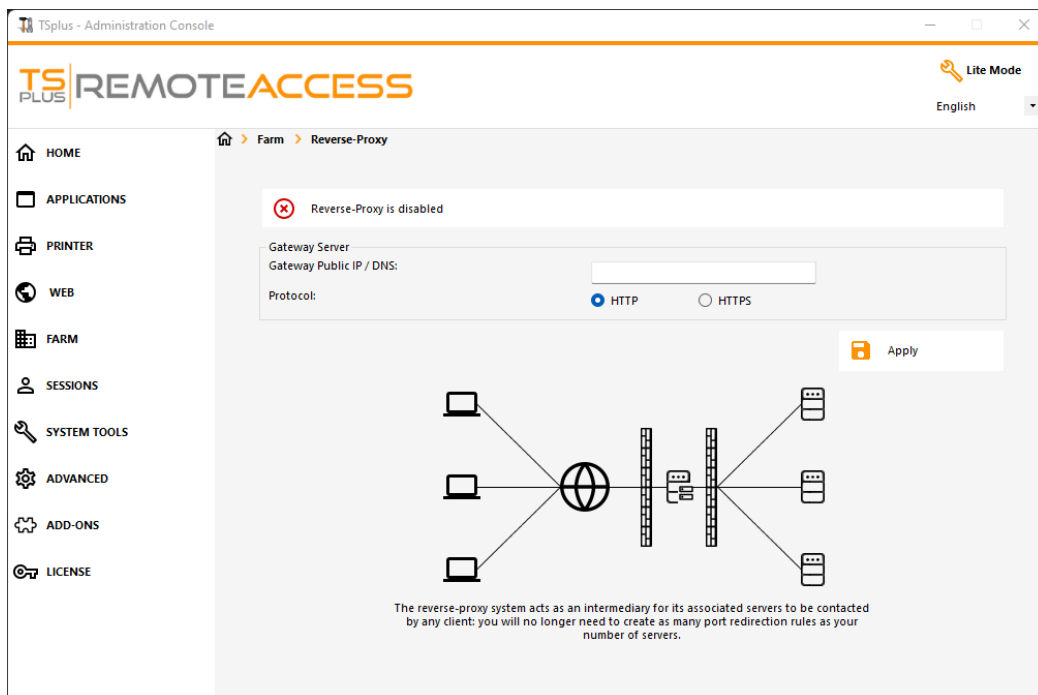 TSplus - Administration Console
TS PLUS REMOTEACCESS
Lite Mode
English
HOME
APPLICATIONS
PRINTER
WEB
FARM
SESSIONS
SYSTEM TOOLS
ADVANCED
ADD-ONS
LICENSE
Farm > Reverse-Proxy
Reverse-Proxy is disabled
Gateway Server
Gateway Public IP / DNS:
Protocol:
HTTP HTTPS
Apply
The reverse-proxy system acts as an intermediary for its associated servers to be contacted
by any client: you will no longer need to create as many port redirection rules as your
number of servers.